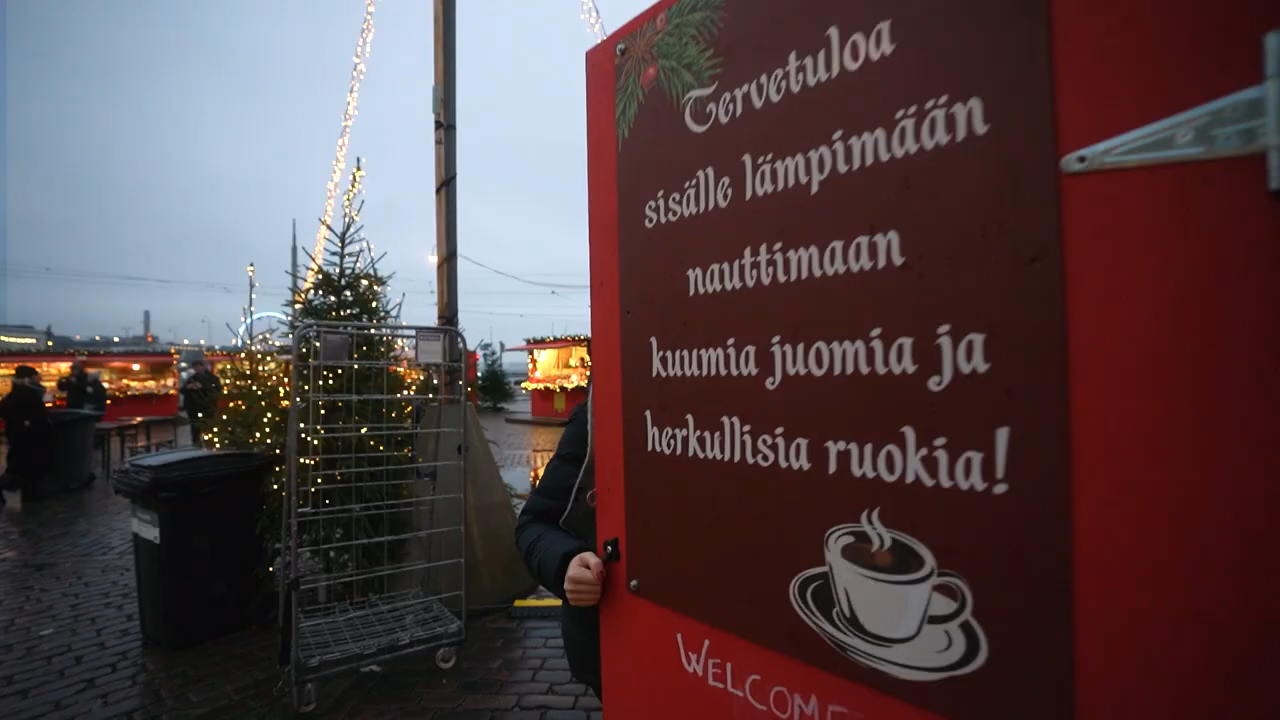 Tervetuloa
sisälle lämpimään
nauttimaan
kuumia juomia ja
herkullisia ruokia!
WELCOME